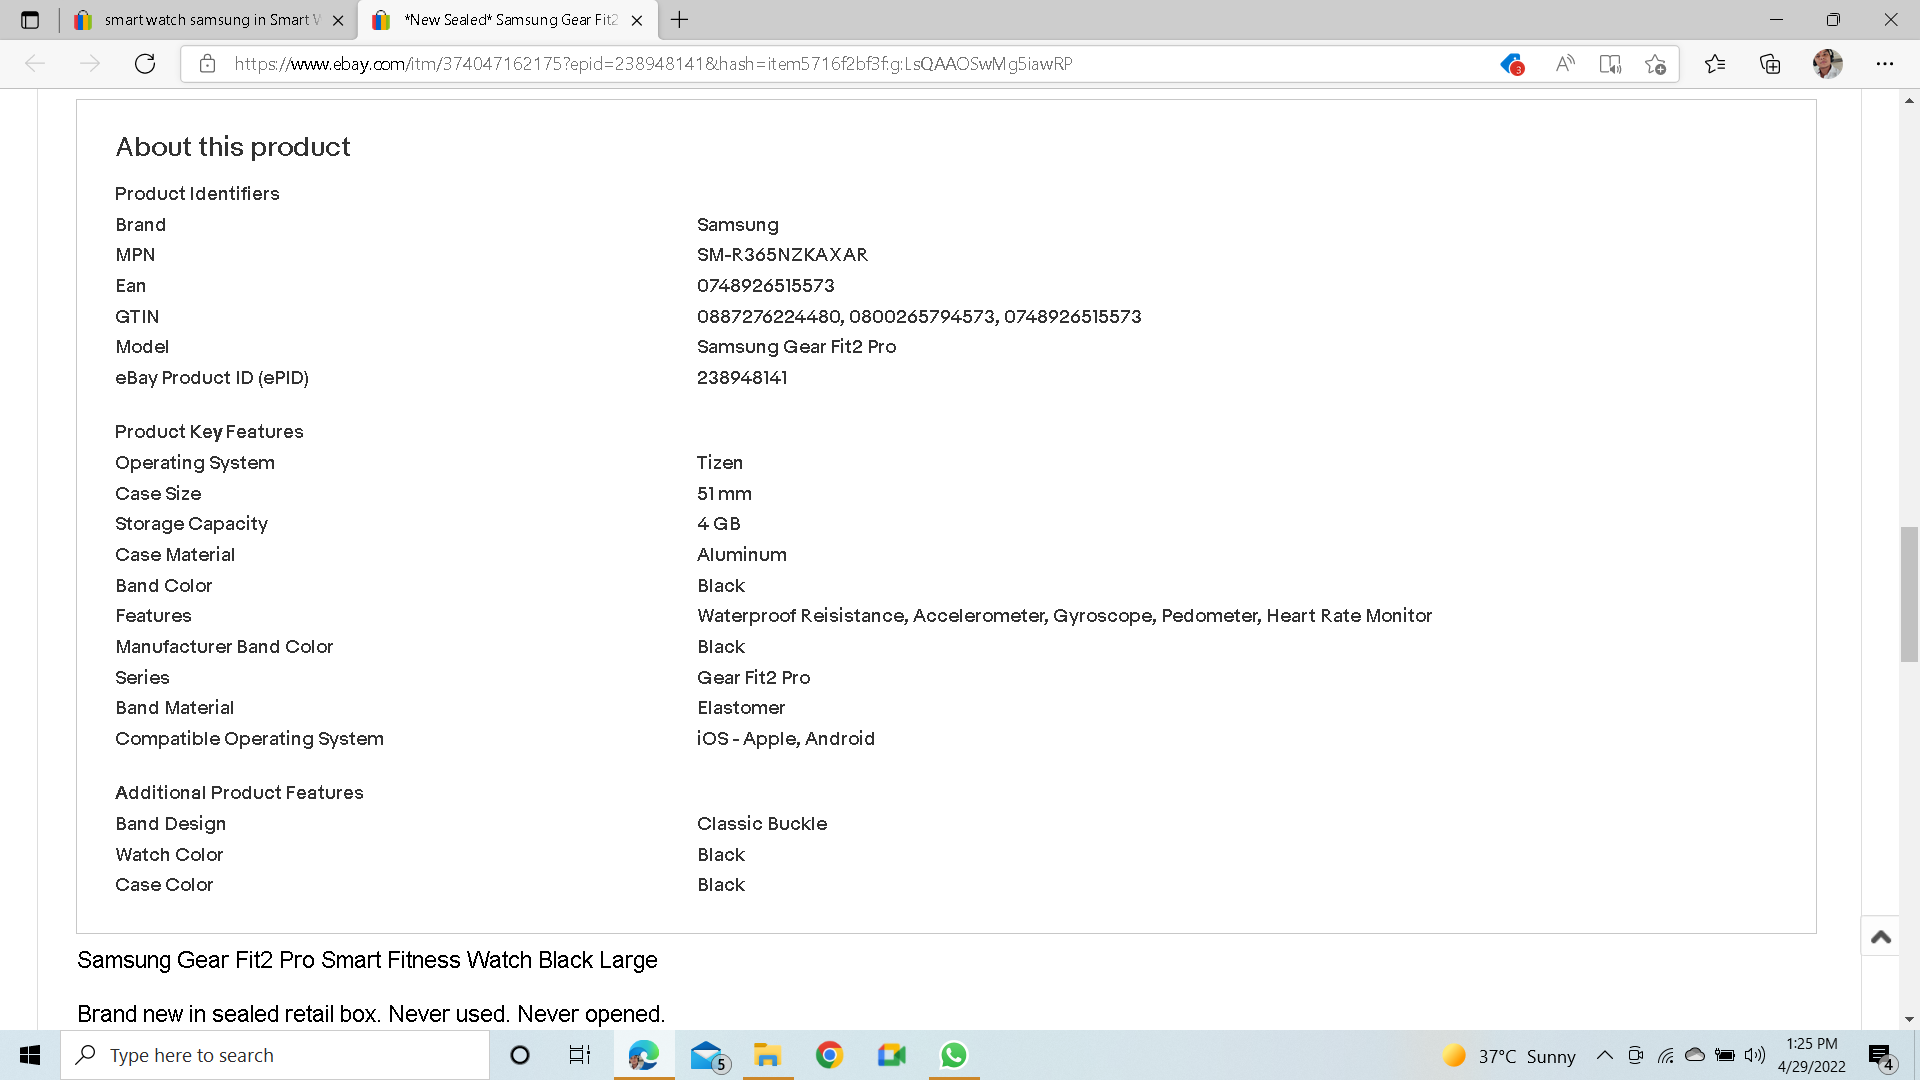 smart watch samsung in Smart W
*New Sealed* Samsung Gear Fit2
https://www.ebay.com/itm/374047162175?epid=238948141&hash=item5716f2bf3f:g:LsQAAOSwMg5iawRP
3
About this product
Product Identifiers
Brand Samsung
MPN SM-R365NZKAXAR
Ean 0748926515573
GTIN 0887276224480, 0800265794573, 0748926515573
Model Samsung Gear Fit2 Pro
eBay Product ID (ePID) 238948141
Product Key Features
Operating System Tizen
Case Size 51 mm
Storage Capacity 4 GB
Case Material Aluminum
Band Color Black
Features Waterproof Reisistance, Accelerometer, Gyroscope, Pedometer, Heart Rate Monitor
Manufacturer Band Color Black
Series Gear Fit2 Pro
Band Material Elastomer
Compatible Operating System iOS - Apple, Android
Additional Product Features
Band Design Classic Buckle
Watch Color Black
Case Color Black
Samsung Gear Fit2 Pro Smart Fitness Watch Black Large
Brand new in sealed retail box. Never used. Never opened.
Type here to search
5
37°C Sunny
1:25 PM
4/29/2022
4